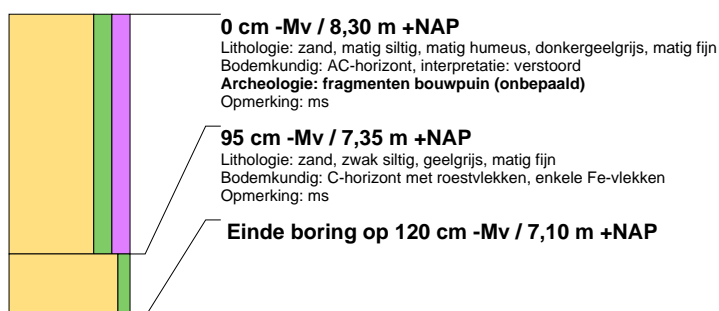 0 cm -Mv / 8,30 m +NAP
Lithologie: zand, matig siltig, matig humeus, donkergeelgrijs, matig fijn
Bodemkundig: AC-horizont, interpretatie: verstoord
Archeologie: fragmenten bouwpuin (onbepaald)
Opmerking: ms
95 cm -Mv / 7,35 m +NAP
Lithologie: zand, zwak siltig, geelgrijs, matig fijn
Bodemkundig: C-horizont met roestvlekken, enkele Fe-vlekken
Opmerking: ms
Einde boring op 120 cm -Mv / 7,10 m +NAP